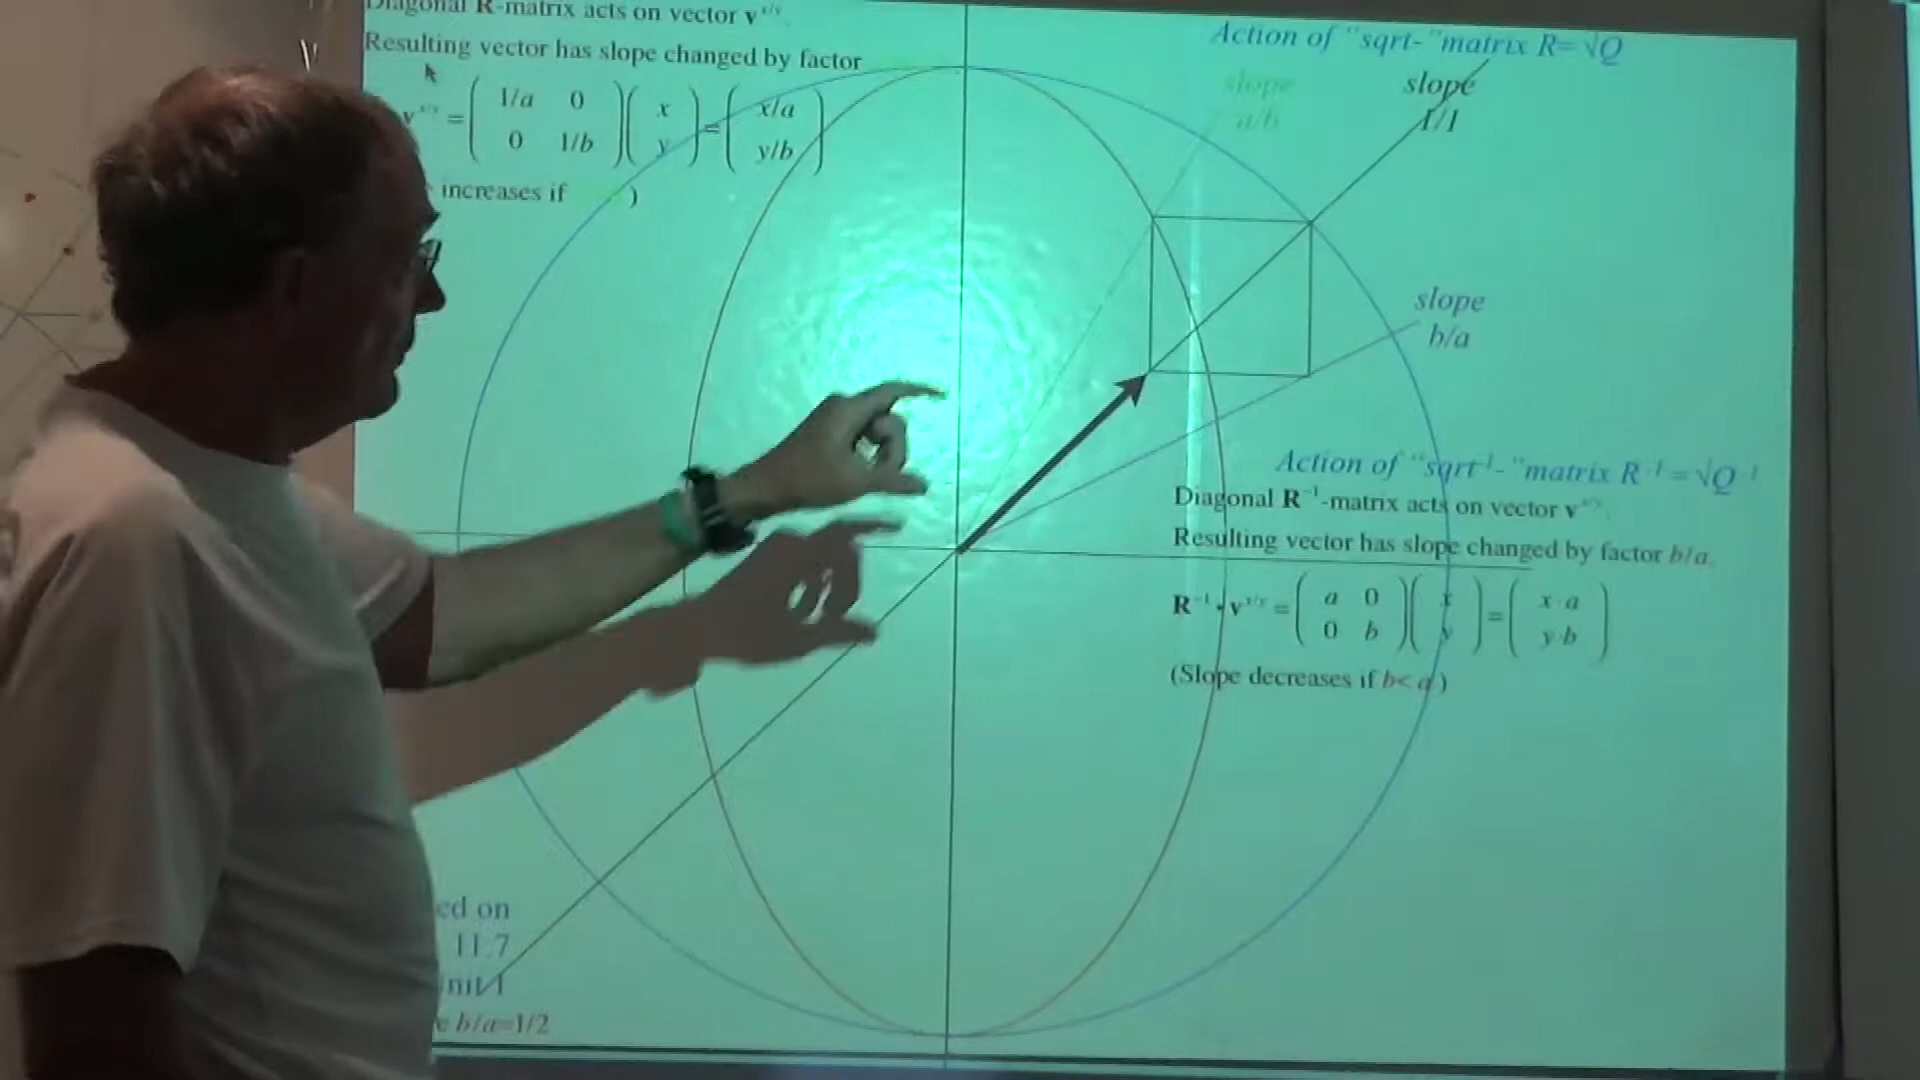 Diagonal R-matrix acts on vector v
Resulting vector has slope changed by factor
v = ( 1/a 0 ) ( x ) = ( x/a )
( 0 1/b ) ( y ) ( y/b )
increases if )
Action of "sqrt-"matrix R=√Q
slope
a/b
slope
1/1
slope
b/a
Action of "sqrt⁻¹-"matrix R⁻¹=√Q⁻¹
Diagonal R⁻¹-matrix acts on vector v
Resulting vector has slope changed by factor b/a.
R⁻¹•v = ( a 0 ) ( x ) = ( x·a )
( 0 b ) ( y ) ( y·b )
(Slope decreases if b< a )
ed on
11.7
b/a=1/2